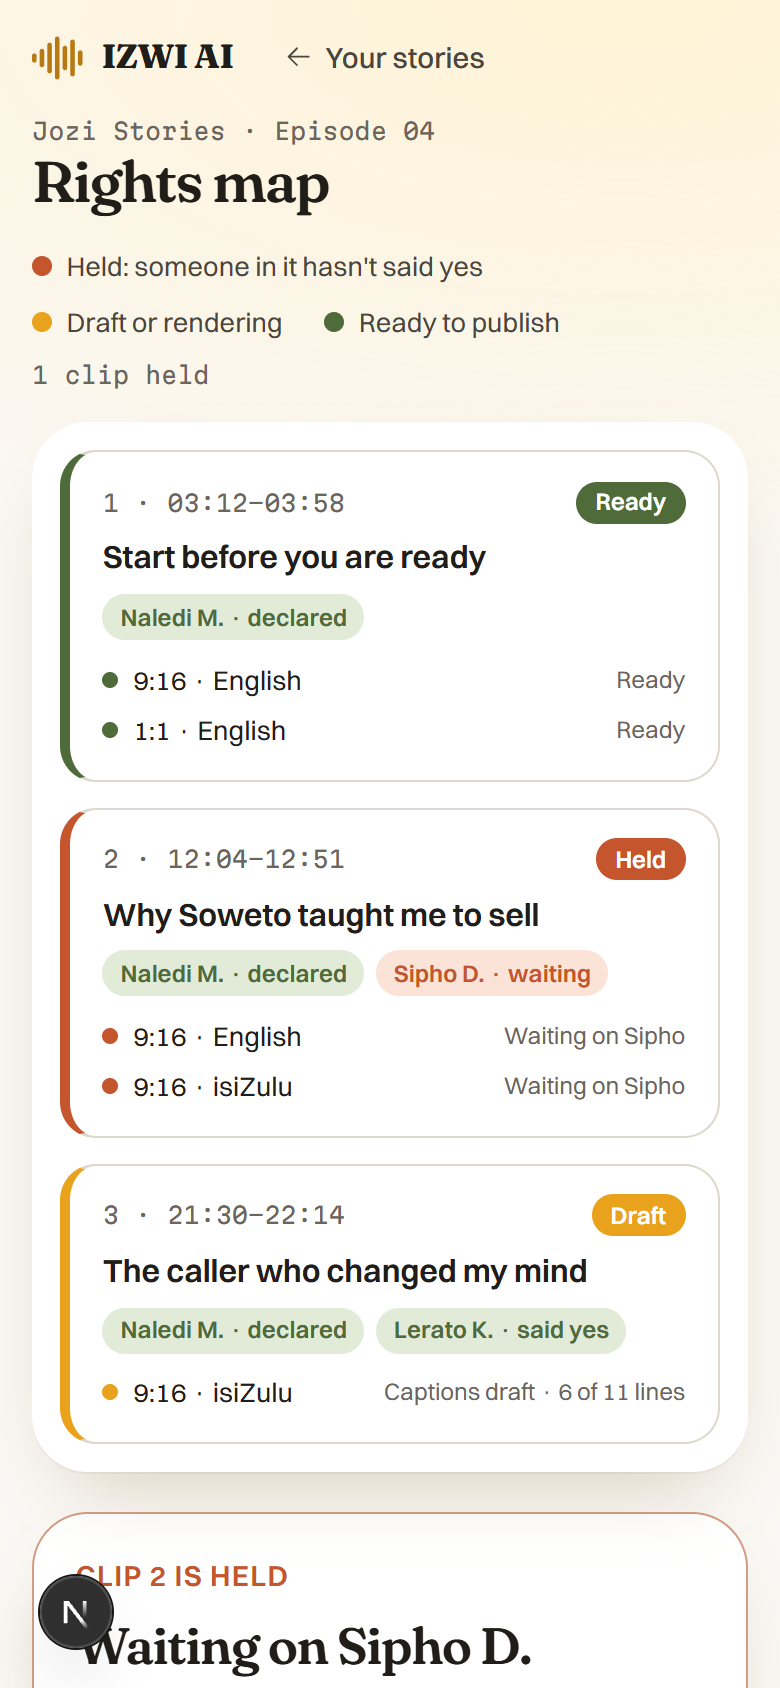 IZWI AI
← Your stories
Jozi Stories · Episode 04
Rights map
Held: someone in it hasn't said yes
Draft or rendering
Ready to publish
1 clip held
1 · 03:12–03:58
Ready
Start before you are ready
Naledi M. · declared
9:16 · English
Ready
1:1 · English
Ready
2 · 12:04–12:51
Held
Why Soweto taught me to sell
Naledi M. · declared
Sipho D. · waiting
9:16 · English
Waiting on Sipho
9:16 · isiZulu
Waiting on Sipho
3 · 21:30–22:14
Draft
The caller who changed my mind
Naledi M. · declared
Lerato K. · said yes
9:16 · isiZulu
Captions draft · 6 of 11 lines
CLIP 2 IS HELD
N
Waiting on Sipho D.